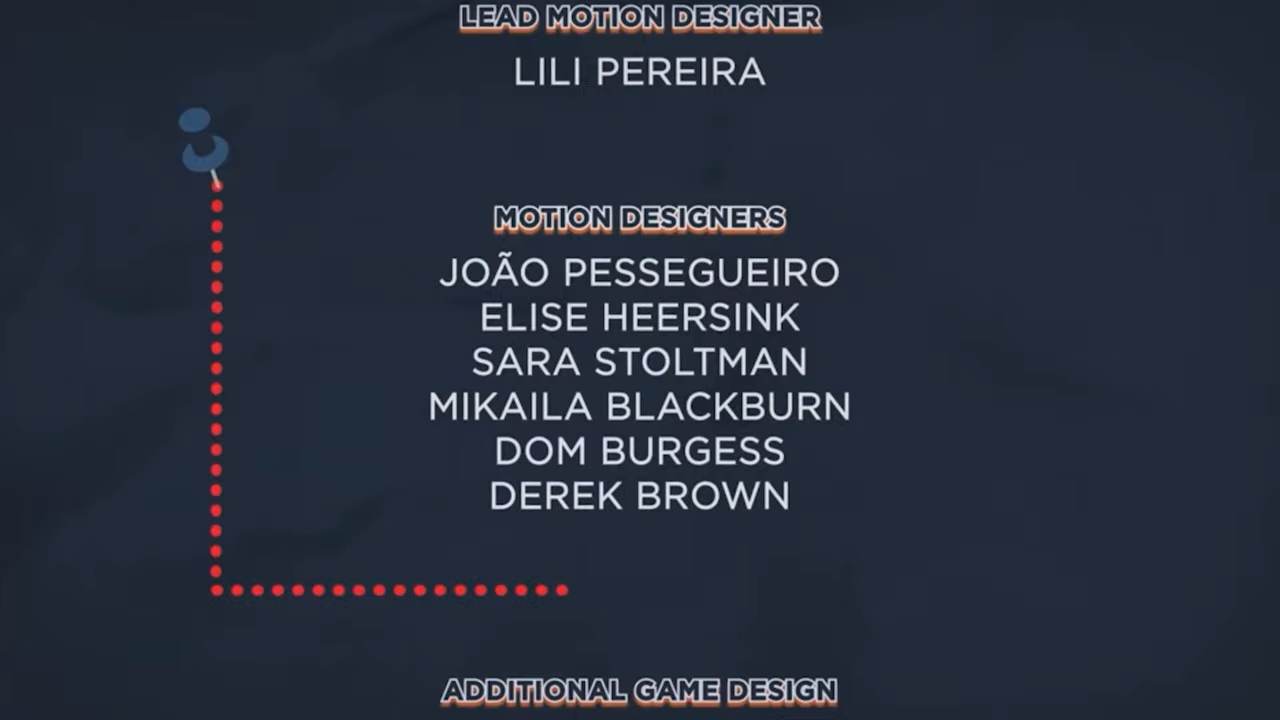 LEAD MOTION DESIGNER
LILI PEREIRA
MOTION DESIGNERS
JOÃO PESSEGUEIRO
ELISE HEERSINK
SARA STOLTMAN
MIKAILA BLACKBURN
DOM BURGESS
DEREK BROWN
ADDITIONAL GAME DESIGN